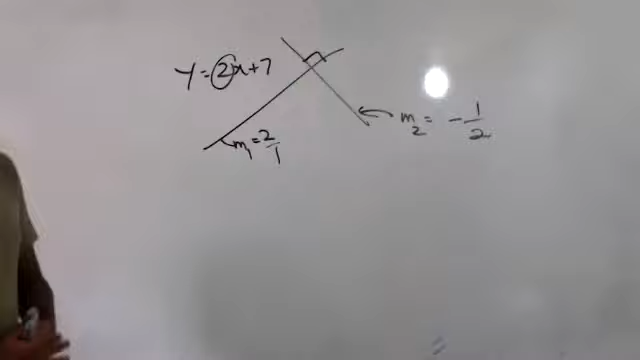 y = 2x + 7
m₁ = 2/1
m₂ = - 1/2